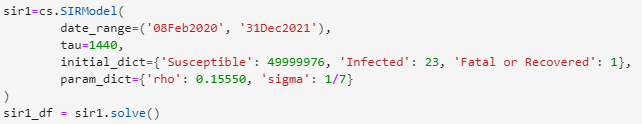 sir1=cs.SIRModel(
date_range=('08Feb2020', '31Dec2021'),
tau=1440,
initial_dict={'Susceptible': 49999976, 'Infected': 23, 'Fatal or Recovered': 1},
param_dict={'rho': 0.15550, 'sigma': 1/7}
)
sir1_df = sir1.solve()